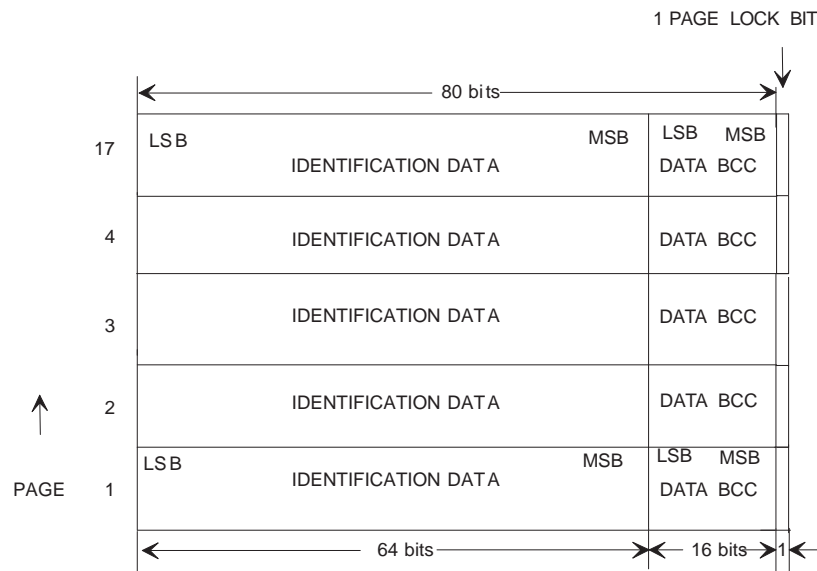 1 PAGE LOCK BIT
80 bits
17 LSB MSB LSB MSB
IDENTIFICATION DATA DATA BCC
4 IDENTIFICATION DATA DATA BCC
3 IDENTIFICATION DATA DATA BCC
2 IDENTIFICATION DATA DATA BCC
LSB MSB LSB MSB
PAGE 1 IDENTIFICATION DATA DATA BCC
64 bits 16 bits 1